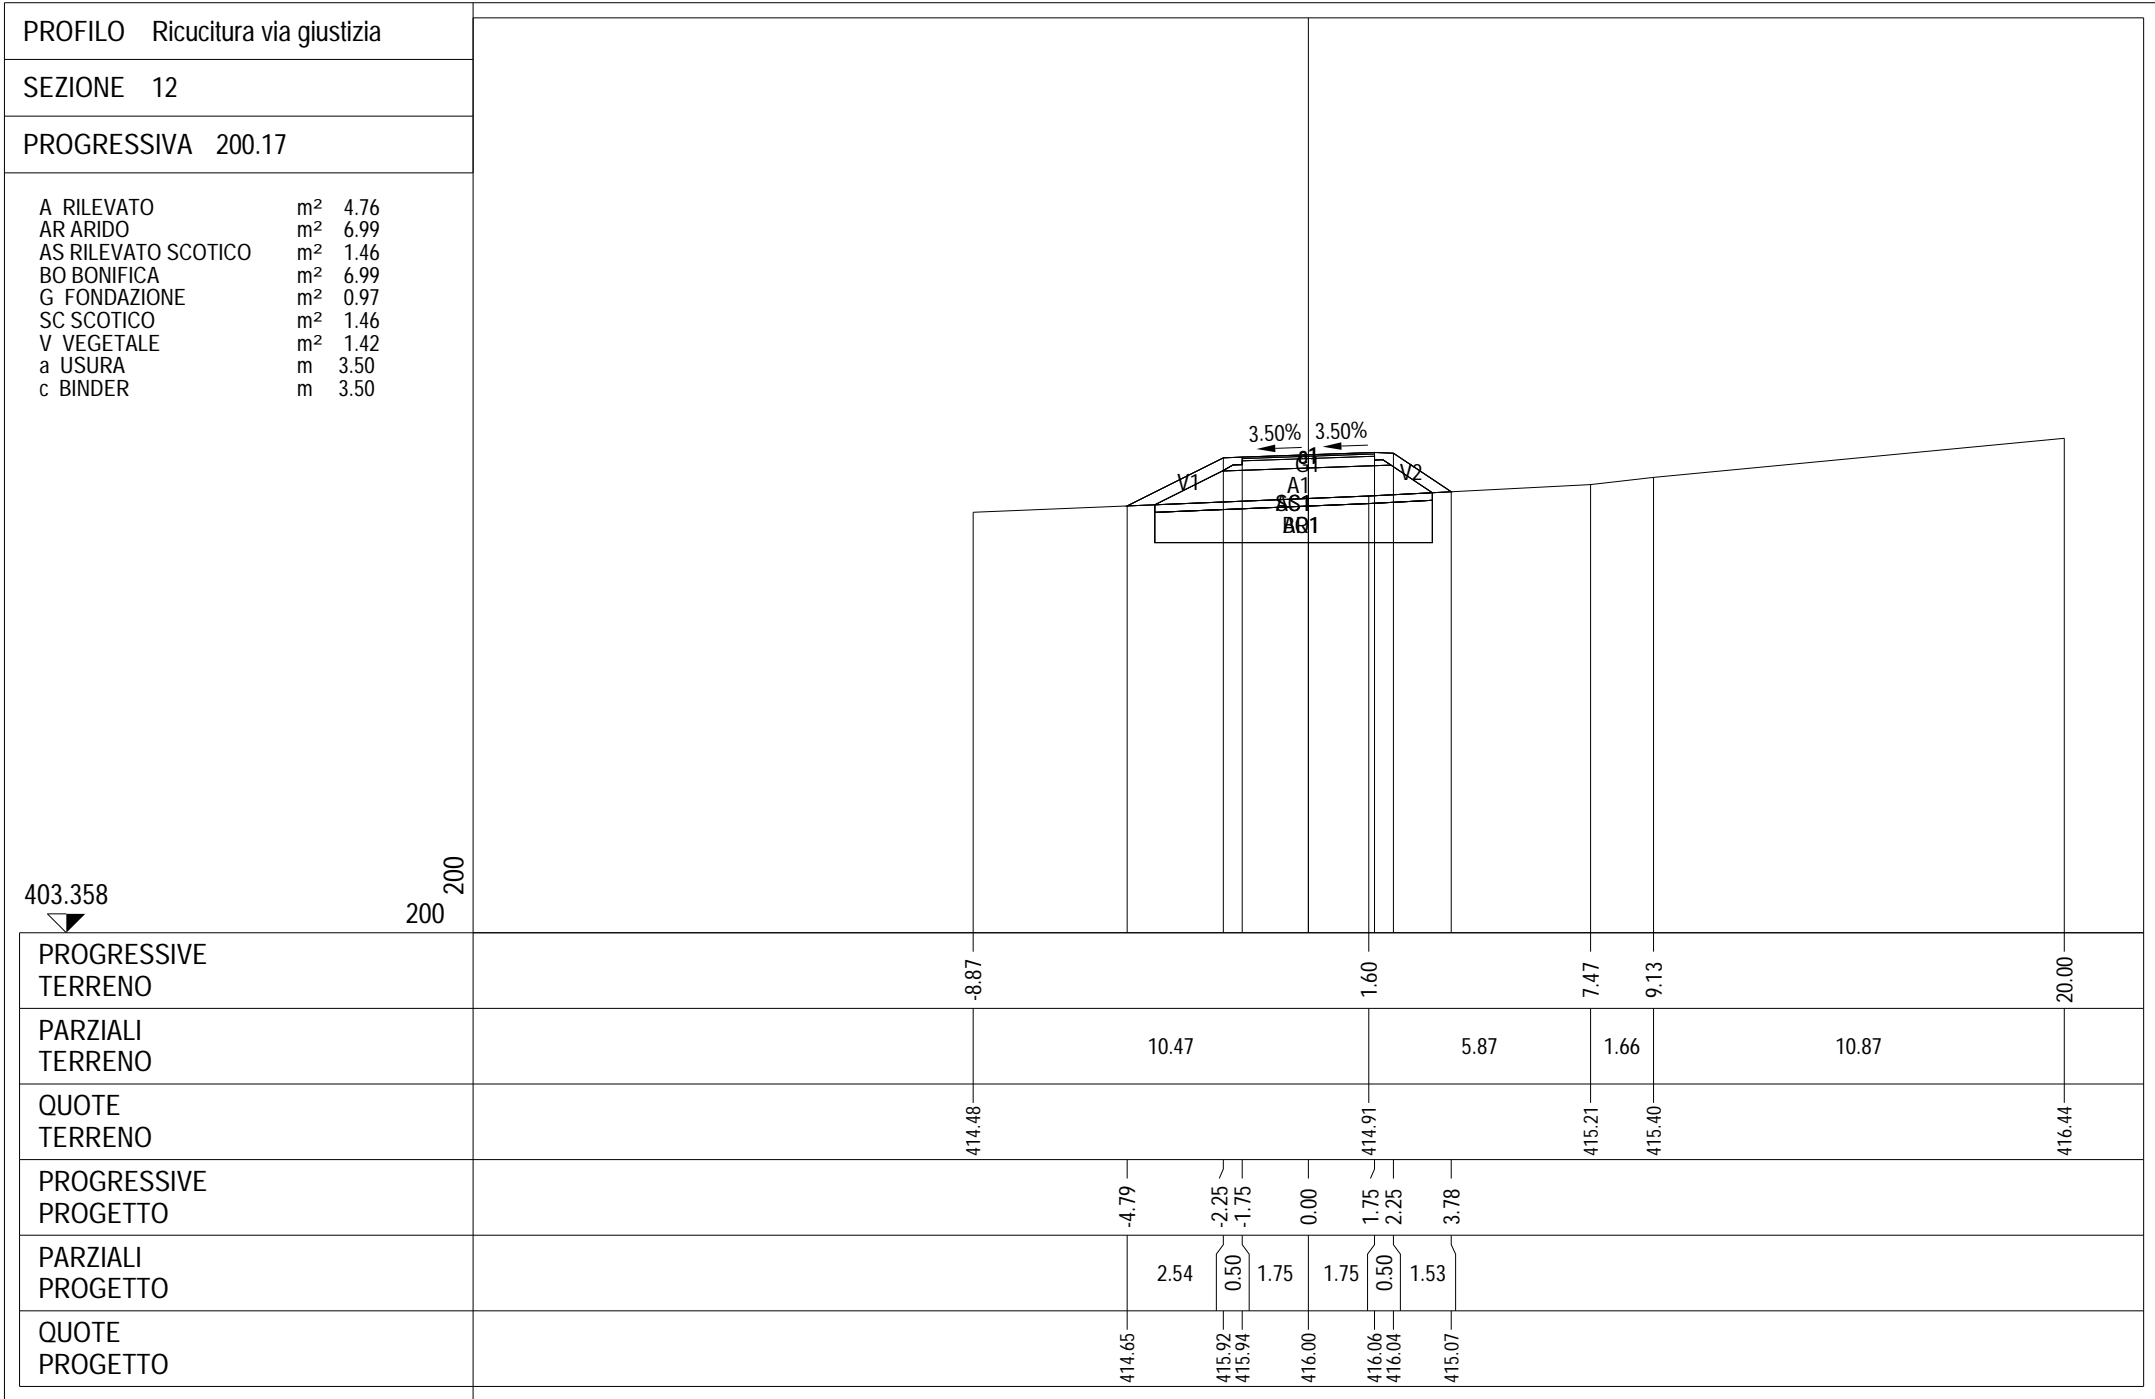 PROFILO Ricucitura via giustizia
SEZIONE 12
PROGRESSIVA 200.17
A RILEVATO m² 4.76
AR ARIDO m² 6.99
AS RILEVATO SCOTICO m² 1.46
BO BONIFICA m² 6.99
G FONDAZIONE m² 0.97
SC SCOTICO m² 1.46
V VEGETALE m² 1.42
a USURA m 3.50
c BINDER m 3.50
3.50% 3.50%
V1
V2
A1
403.358
200
200
PROGRESSIVE
TERRENO
-8.87 1.60 7.47 9.13 20.00
PARZIALI
TERRENO
10.47 5.87 1.66 10.87
QUOTE
TERRENO
414.48 414.91 415.21 415.40 416.44
PROGRESSIVE
PROGETTO
-4.79 -2.25 -1.75 0.00 1.75 2.25 3.78
PARZIALI
PROGETTO
2.54 0.50 1.75 1.75 0.50 1.53
QUOTE
PROGETTO
414.65 415.92 415.94 416.00 416.06 416.04 415.07